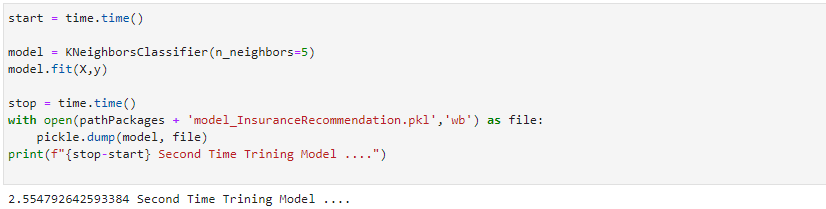 start = time.time()
model = KNeighborsClassifier(n_neighbors=5)
model.fit(X,y)
stop = time.time()
with open(pathPackages + 'model_InsuranceRecommendation.pkl','wb') as file:
    pickle.dump(model, file)
print(f"{stop-start} Second Time Trining Model ....")
2.554792642593384 Second Time Trining Model ....